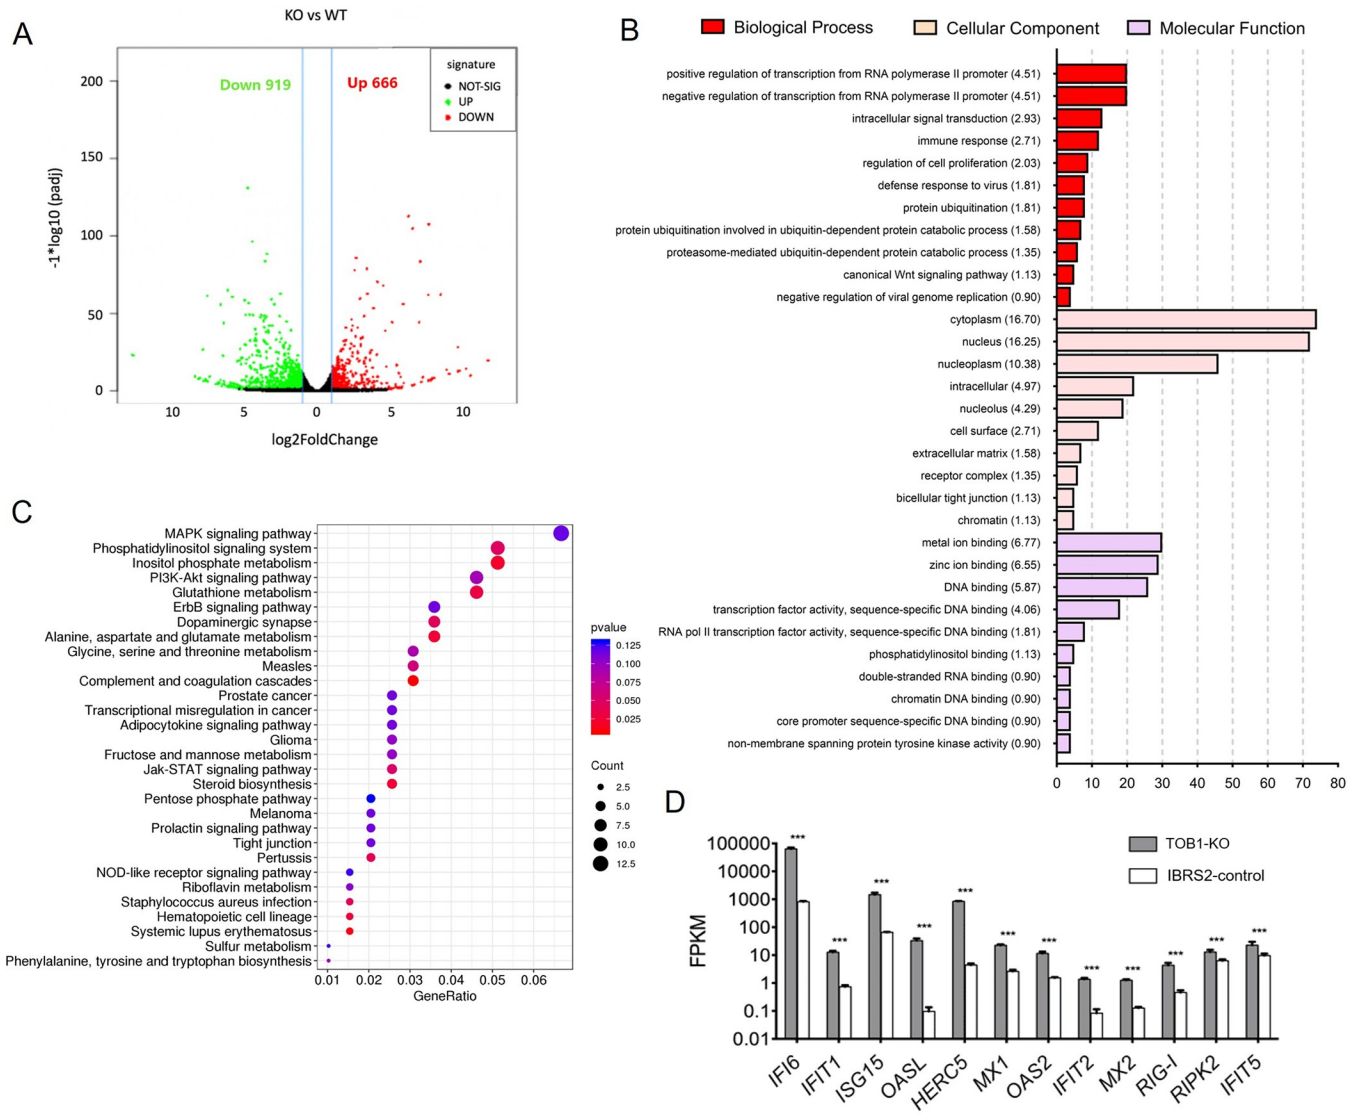 A
KO vs WT
Down 919
Up 666
signature
NOT-SIG
UP
DOWN
200
150
100
50
0
-1*log10 (padj)
10
5
0
5
10
log2FoldChange
B
Biological Process
Cellular Component
Molecular Function
positive regulation of transcription from RNA polymerase II promoter (4.51)
negative regulation of transcription from RNA polymerase II promoter (4.51)
intracellular signal transduction (2.93)
immune response (2.71)
regulation of cell proliferation (2.03)
defense response to virus (1.81)
protein ubiquitination (1.81)
protein ubiquitination involved in ubiquitin-dependent protein catabolic process (1.58)
proteasome-mediated ubiquitin-dependent protein catabolic process (1.35)
canonical Wnt signaling pathway (1.13)
negative regulation of viral genome replication (0.90)
cytoplasm (16.70)
nucleus (16.25)
nucleoplasm (10.38)
intracellular (4.97)
nucleolus (4.29)
cell surface (2.71)
extracellular matrix (1.58)
receptor complex (1.35)
bicellular tight junction (1.13)
chromatin (1.13)
metal ion binding (6.77)
zinc ion binding (6.55)
DNA binding (5.87)
transcription factor activity, sequence-specific DNA binding (4.06)
RNA pol II transcription factor activity, sequence-specific DNA binding (1.81)
phosphatidylinositol binding (1.13)
double-stranded RNA binding (0.90)
chromatin DNA binding (0.90)
core promoter sequence-specific DNA binding (0.90)
non-membrane spanning protein tyrosine kinase activity (0.90)
0 10 20 30 40 50 60 70 80
C
MAPK signaling pathway
Phosphatidylinositol signaling system
Inositol phosphate metabolism
PI3K-Akt signaling pathway
Glutathione metabolism
ErbB signaling pathway
Dopaminergic synapse
Alanine, aspartate and glutamate metabolism
Glycine, serine and threonine metabolism
Measles
Complement and coagulation cascades
Prostate cancer
Transcriptional misregulation in cancer
Adipocytokine signaling pathway
Glioma
Fructose and mannose metabolism
Jak-STAT signaling pathway
Steroid biosynthesis
Pentose phosphate pathway
Melanoma
Prolactin signaling pathway
Tight junction
Pertussis
NOD-like receptor signaling pathway
Riboflavin metabolism
Staphylococcus aureus infection
Hematopoietic cell lineage
Systemic lupus erythematosus
Sulfur metabolism
Phenylalanine, tyrosine and tryptophan biosynthesis
0.01 0.02 0.03 0.04 0.05 0.06
GeneRatio
pvalue
0.125
0.100
0.075
0.050
0.025
Count
2.5
5.0
7.5
10.0
12.5
D
TOB1-KO
IBRS2-control
FPKM
100000
10000
1000
100
10
1
0.1
0.01
***
***
***
***
***
***
***
***
***
***
***
***
IFI6
IFIT1
ISG15
OASL
HERC5
MX1
OAS2
IFIT2
MX2
RIG-I
RIPK2
IFIT5